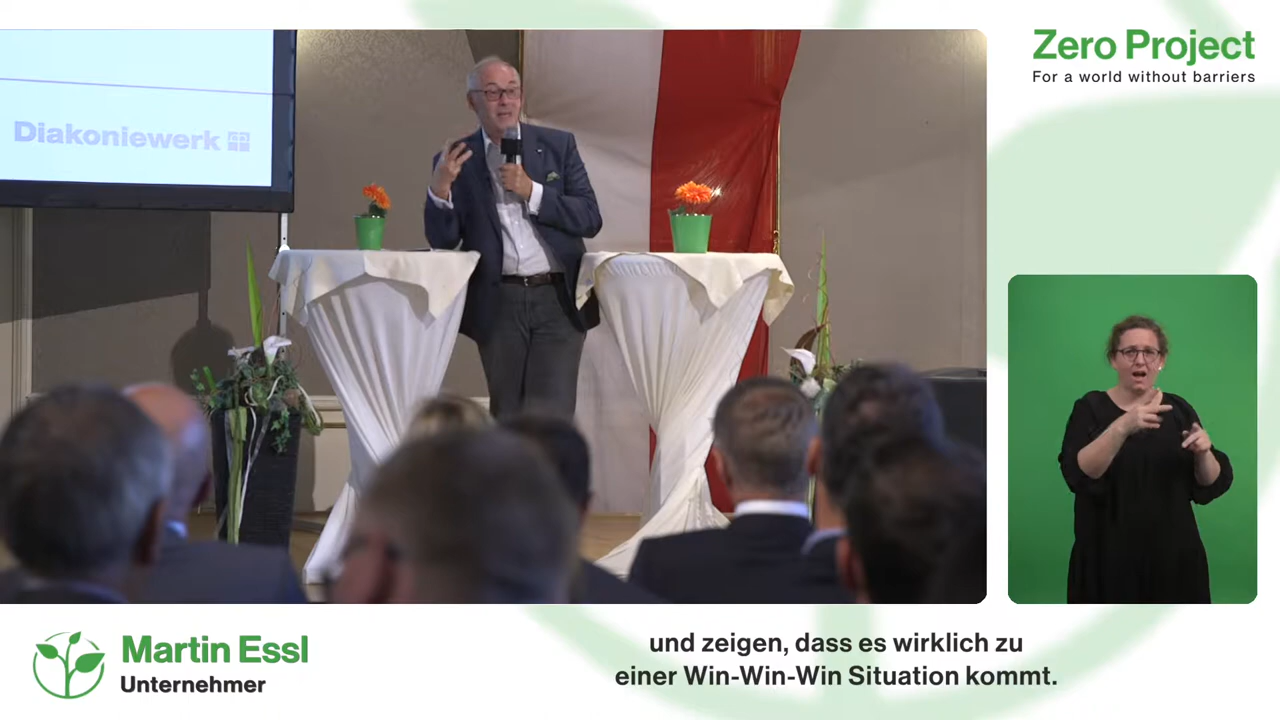 Zero Project
For a world without barriers
Diakoniewerk
Martin Essl
Unternehmer
und zeigen, dass es wirklich zu
einer Win-Win-Win Situation kommt.